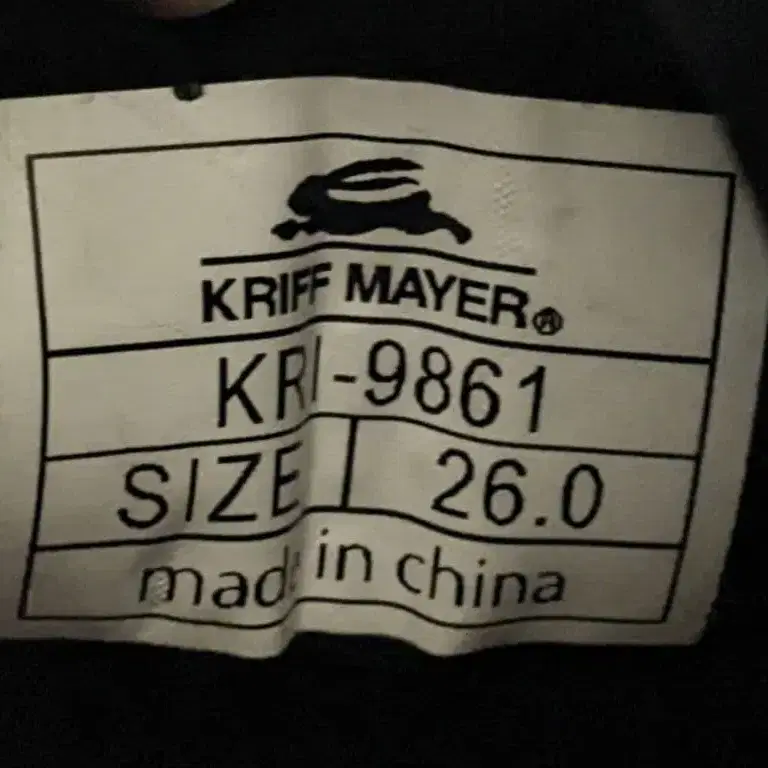 KRIFF MAYER®
KRI-9861
SIZE 26.0
made in china